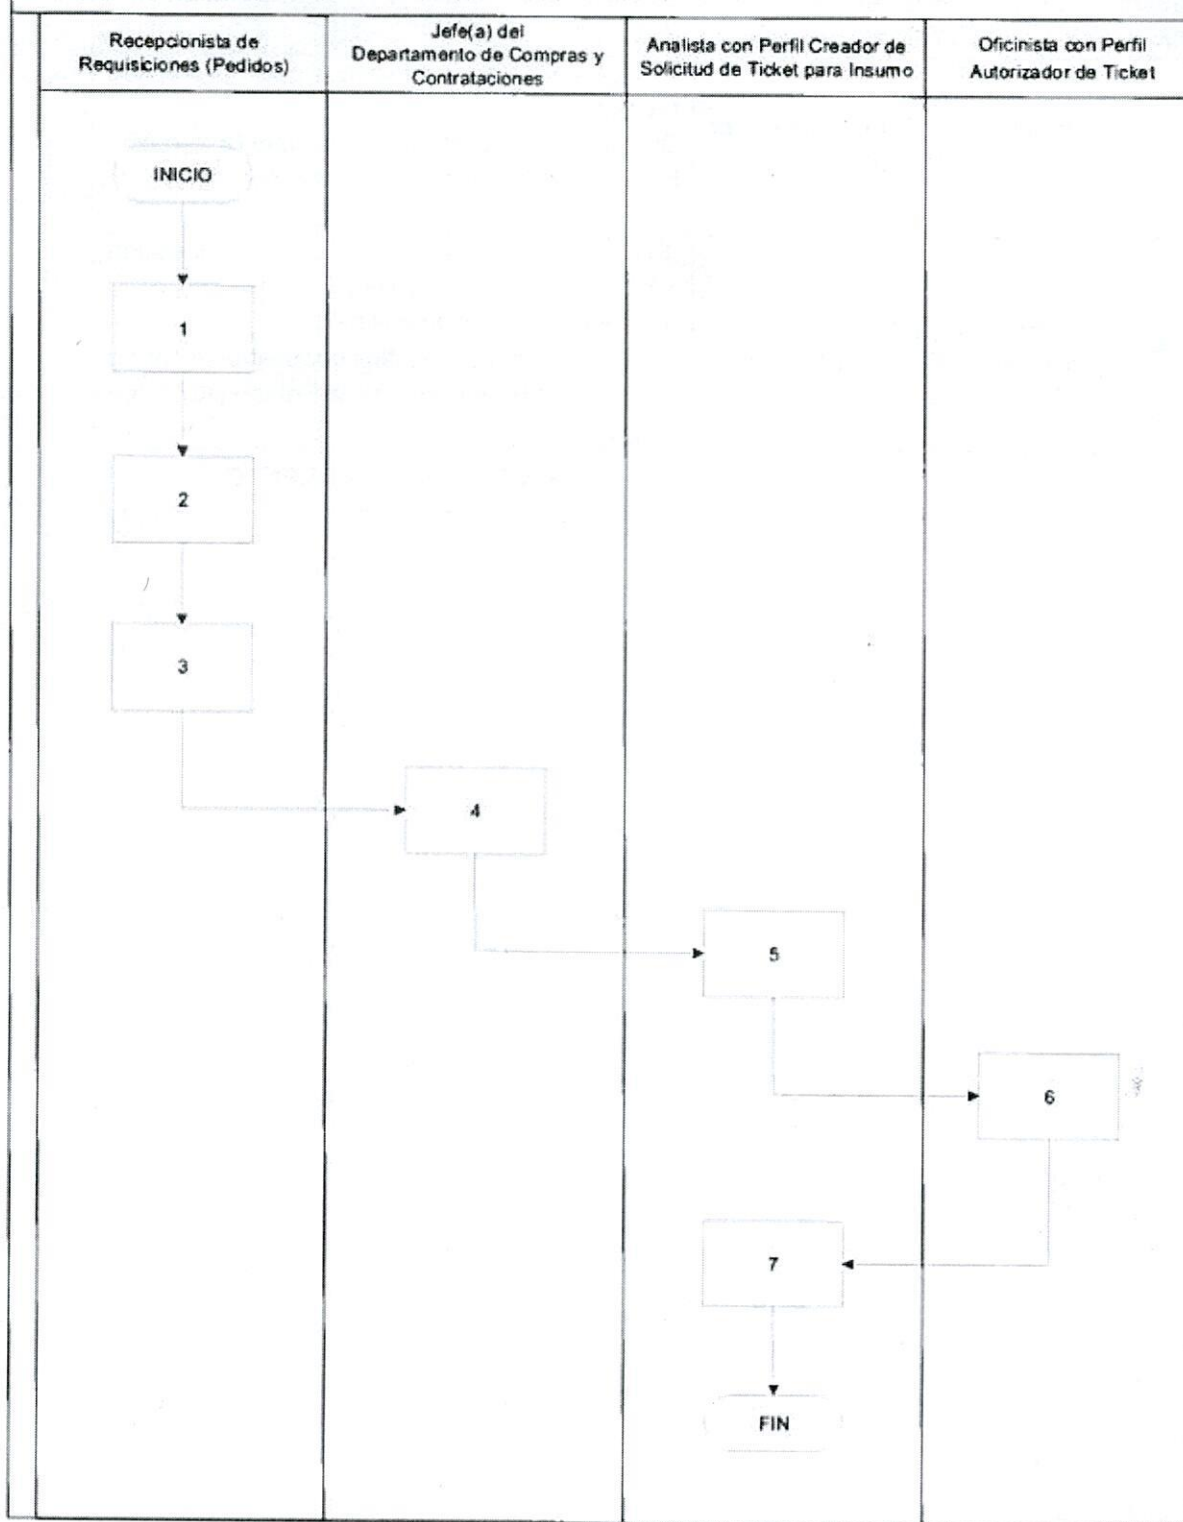 Recepcionista de
Requisiciones (Pedidos)
Jefe(a) del
Departamento de Compras y
Contrataciones
Analista con Perfil Creador de
Solicitud de Ticket para Insumo
Oficinista con Perfil
Autorizador de Ticket
INICIO
1
2
3
4
5
6
7
FIN